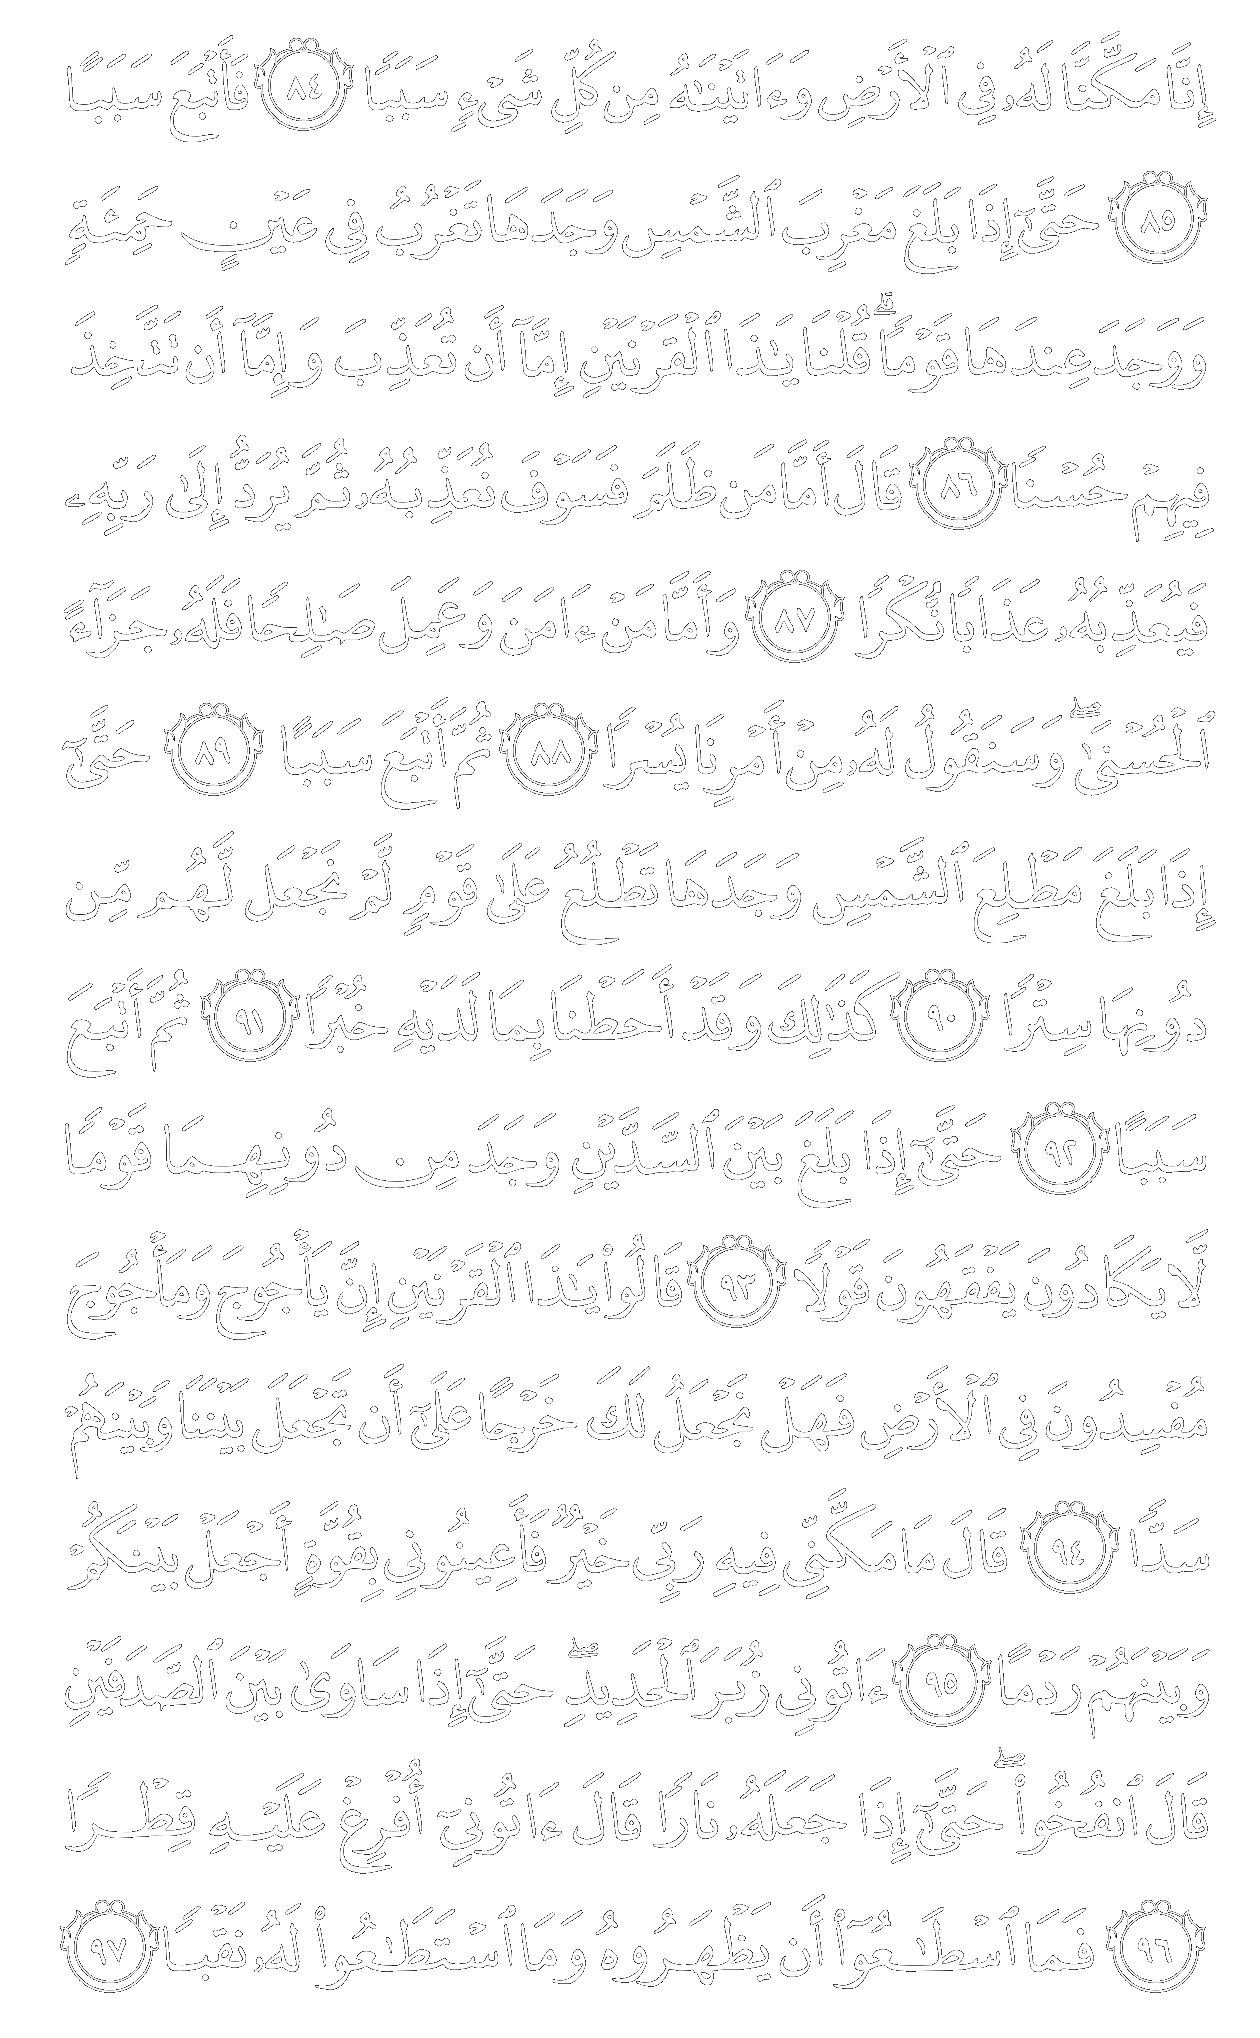 إِنَّا مَكَّنَّا لَهُۥ فِى ٱلْأَرْضِ وَءَاتَيْنَـٰهُ مِن كُلِّ شَىْءٍ سَبَبًا ٨٤ فَأَتْبَعَ سَبَبًا
٨٥ حَتَّىٰٓ إِذَا بَلَغَ مَغْرِبَ ٱلشَّمْسِ وَجَدَهَا تَغْرُبُ فِى عَيْنٍ حَمِئَةٍ
وَوَجَدَ عِندَهَا قَوْمًا ۗ قُلْنَا يَـٰذَا ٱلْقَرْنَيْنِ إِمَّآ أَن تُعَذِّبَ وَإِمَّآ أَن تَتَّخِذَ
فِيهِمْ حُسْنًا ٨٦ قَالَ أَمَّا مَن ظَلَمَ فَسَوْفَ نُعَذِّبُهُۥ ثُمَّ يُرَدُّ إِلَىٰ رَبِّهِۦ
فَيُعَذِّبُهُۥ عَذَابًا نُّكْرًا ٨٧ وَأَمَّا مَنْ ءَامَنَ وَعَمِلَ صَـٰلِحًا فَلَهُۥ جَزَآءً
ٱلْحُسْنَىٰ ۖ وَسَنَقُولُ لَهُۥ مِنْ أَمْرِنَا يُسْرًا ٨٨ ثُمَّ أَتْبَعَ سَبَبًا ٨٩ حَتَّىٰٓ
إِذَا بَلَغَ مَطْلِعَ ٱلشَّمْسِ وَجَدَهَا تَطْلُعُ عَلَىٰ قَوْمٍ لَّمْ نَجْعَل لَّهُم مِّن
دُونِهَا سِتْرًا ٩٠ كَذَٰلِكَ وَقَدْ أَحَطْنَا بِمَا لَدَيْهِ خُبْرًا ٩١ ثُمَّ أَتْبَعَ
سَبَبًا ٩٢ حَتَّىٰٓ إِذَا بَلَغَ بَيْنَ ٱلسَّدَّيْنِ وَجَدَ مِن دُونِهِمَا قَوْمًا
لَّا يَكَادُونَ يَفْقَهُونَ قَوْلًا ٩٣ قَالُوا۟ يَـٰذَا ٱلْقَرْنَيْنِ إِنَّ يَأْجُوجَ وَمَأْجُوجَ
مُفْسِدُونَ فِى ٱلْأَرْضِ فَهَلْ نَجْعَلُ لَكَ خَرْجًا عَلَىٰٓ أَن تَجْعَلَ بَيْنَنَا وَبَيْنَهُمْ
سَدًّا ٩٤ قَالَ مَا مَكَّنِّى فِيهِ رَبِّى خَيْرٌ فَأَعِينُونِى بِقُوَّةٍ أَجْعَلْ بَيْنَكُمْ
وَبَيْنَهُمْ رَدْمًا ٩٥ ءَاتُونِى زُبَرَ ٱلْحَدِيدِ ۖ حَتَّىٰٓ إِذَا سَاوَىٰ بَيْنَ ٱلصَّدَفَيْنِ
قَالَ ٱنفُخُوا۟ ۖ حَتَّىٰٓ إِذَا جَعَلَهُۥ نَارًا قَالَ ءَاتُونِىٓ أُفْرِغْ عَلَيْهِ قِطْرًا
٩٦ فَمَا ٱسْطَـٰعُوٓا۟ أَن يَظْهَرُوهُ وَمَا ٱسْتَطَـٰعُوا۟ لَهُۥ نَقْبًا ٩٧